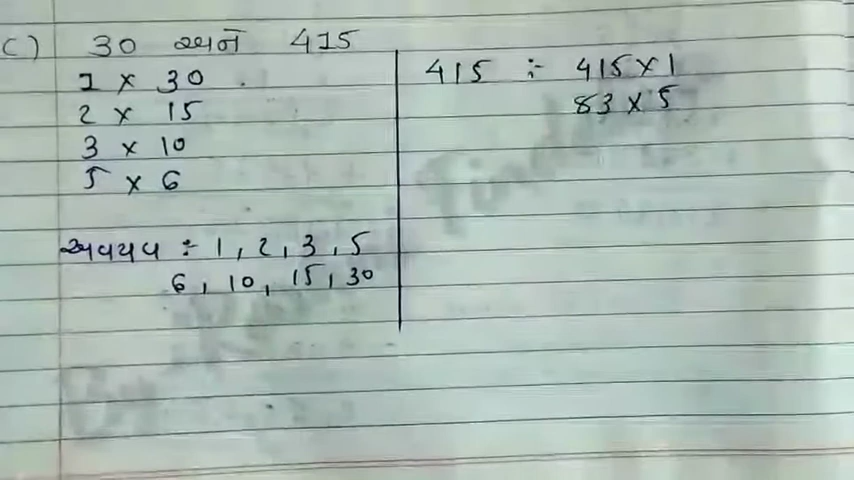 C) 30 અને 415
1 x 30
2 x 15
3 x 10
5 x 6
અવયવ ÷ 1, 2, 3, 5
6, 10, 15, 30
415 ÷ 415 x 1
83 x 5